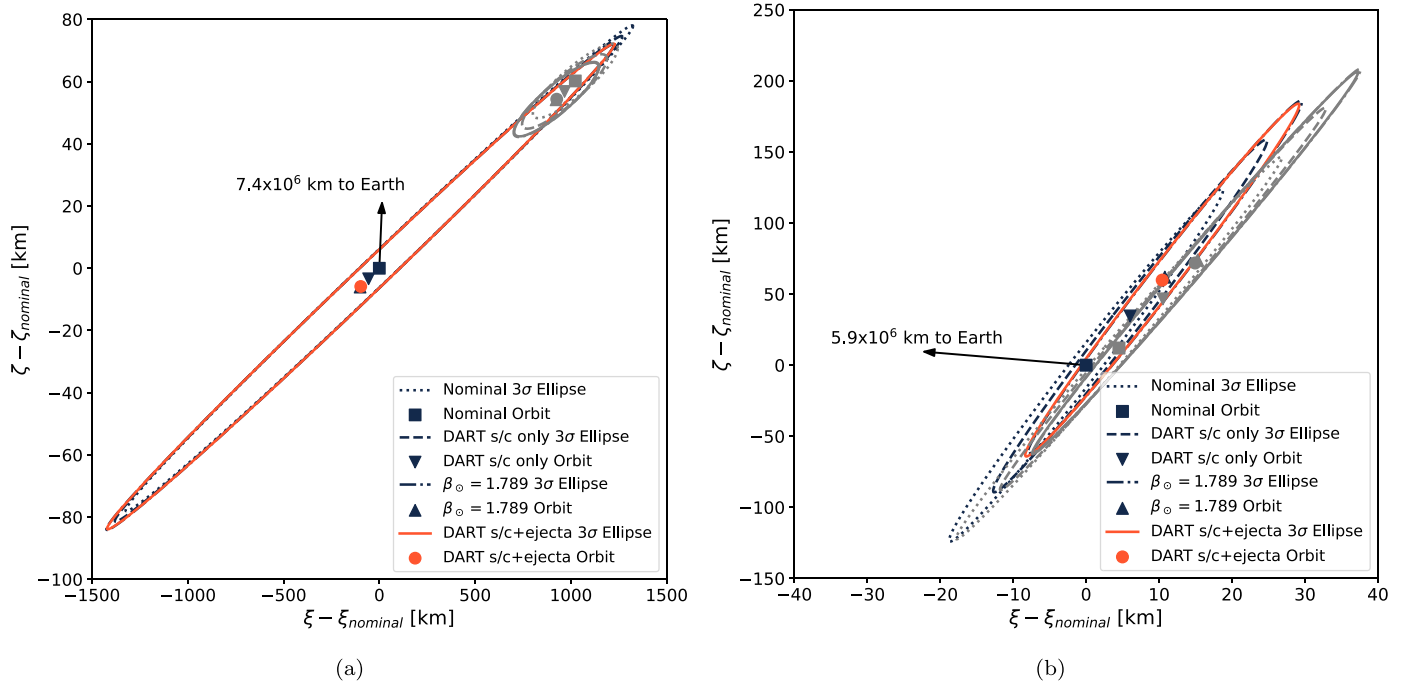 80
60
40
20
0
−20
−40
−60
−80
−100
ζ − ζnominal [km]
7.4x10⁶ km to Earth
Nominal 3σ Ellipse
Nominal Orbit
DART s/c only 3σ Ellipse
DART s/c only Orbit
β⊙ = 1.789 3σ Ellipse
β⊙ = 1.789 Orbit
DART s/c+ejecta 3σ Ellipse
DART s/c+ejecta Orbit
−1500 −1000 −500 0 500 1000 1500
ξ − ξnominal [km]
(a)
250
200
150
100
50
0
−50
−100
−150
ζ − ζnominal [km]
5.9x10⁶ km to Earth
Nominal 3σ Ellipse
Nominal Orbit
DART s/c only 3σ Ellipse
DART s/c only Orbit
β⊙ = 1.789 3σ Ellipse
β⊙ = 1.789 Orbit
DART s/c+ejecta 3σ Ellipse
DART s/c+ejecta Orbit
−40 −30 −20 −10 0 10 20 30 40
ξ − ξnominal [km]
(b)